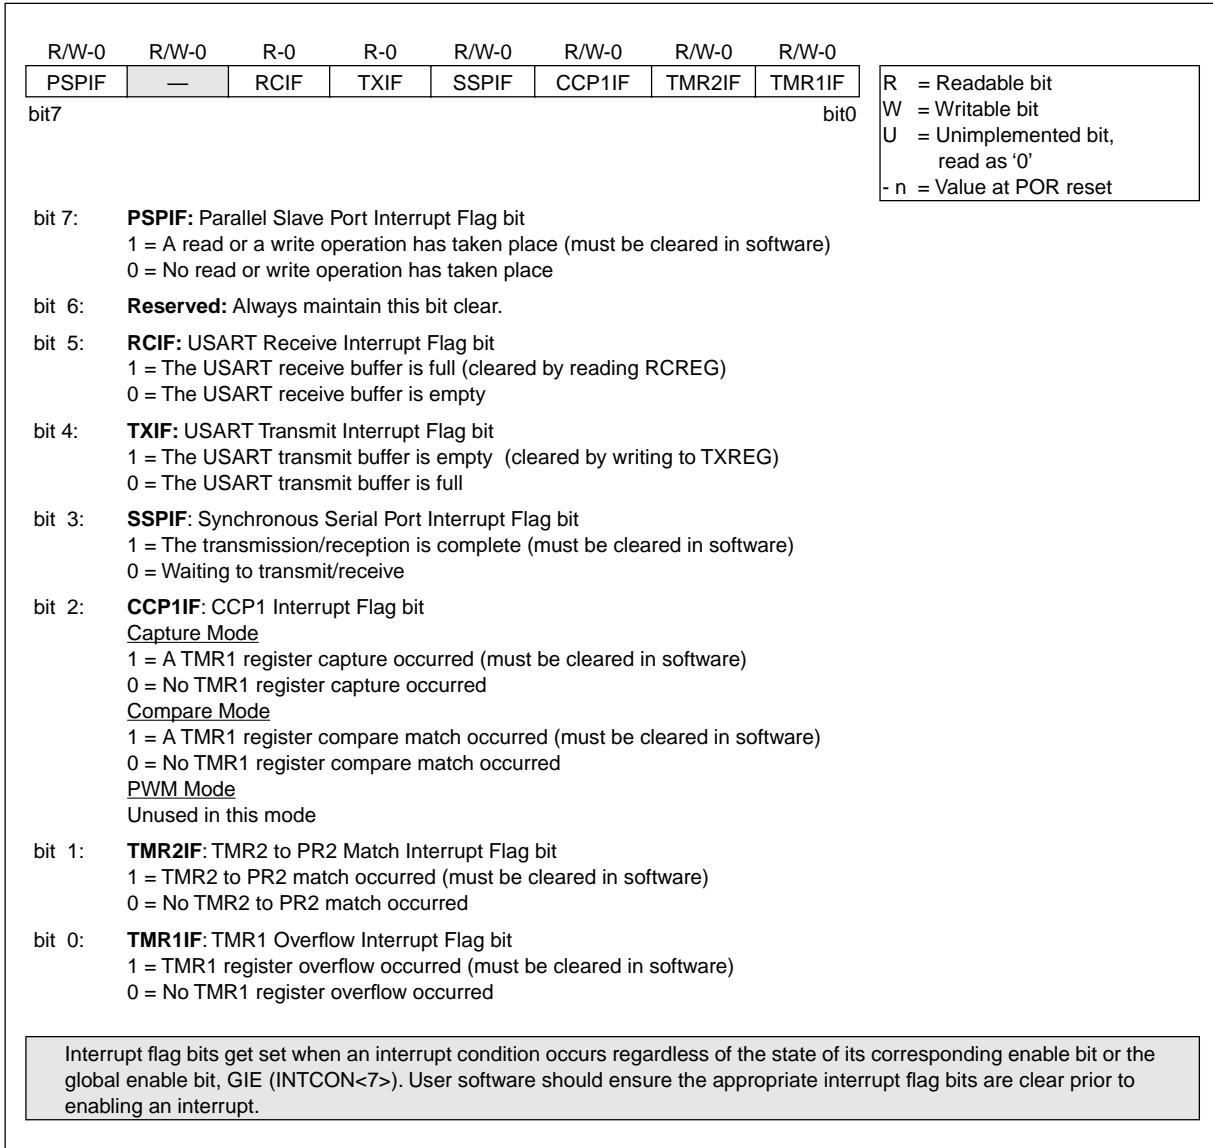 R/W-0 R/W-0 R-0 R-0 R/W-0 R/W-0 R/W-0 R/W-0
PSPIF — RCIF TXIF SSPIF CCP1IF TMR2IF TMR1IF
bit7 bit0
R = Readable bit
W = Writable bit
U = Unimplemented bit,
read as ‘0’
- n = Value at POR reset
bit 7: PSPIF: Parallel Slave Port Interrupt Flag bit
1 = A read or a write operation has taken place (must be cleared in software)
0 = No read or write operation has taken place
bit 6: Reserved: Always maintain this bit clear.
bit 5: RCIF: USART Receive Interrupt Flag bit
1 = The USART receive buffer is full (cleared by reading RCREG)
0 = The USART receive buffer is empty
bit 4: TXIF: USART Transmit Interrupt Flag bit
1 = The USART transmit buffer is empty (cleared by writing to TXREG)
0 = The USART transmit buffer is full
bit 3: SSPIF: Synchronous Serial Port Interrupt Flag bit
1 = The transmission/reception is complete (must be cleared in software)
0 = Waiting to transmit/receive
bit 2: CCP1IF: CCP1 Interrupt Flag bit
Capture Mode
1 = A TMR1 register capture occurred (must be cleared in software)
0 = No TMR1 register capture occurred
Compare Mode
1 = A TMR1 register compare match occurred (must be cleared in software)
0 = No TMR1 register compare match occurred
PWM Mode
Unused in this mode
bit 1: TMR2IF: TMR2 to PR2 Match Interrupt Flag bit
1 = TMR2 to PR2 match occurred (must be cleared in software)
0 = No TMR2 to PR2 match occurred
bit 0: TMR1IF: TMR1 Overflow Interrupt Flag bit
1 = TMR1 register overflow occurred (must be cleared in software)
0 = No TMR1 register overflow occurred
Interrupt flag bits get set when an interrupt condition occurs regardless of the state of its corresponding enable bit or the
global enable bit, GIE (INTCON<7>). User software should ensure the appropriate interrupt flag bits are clear prior to
enabling an interrupt.